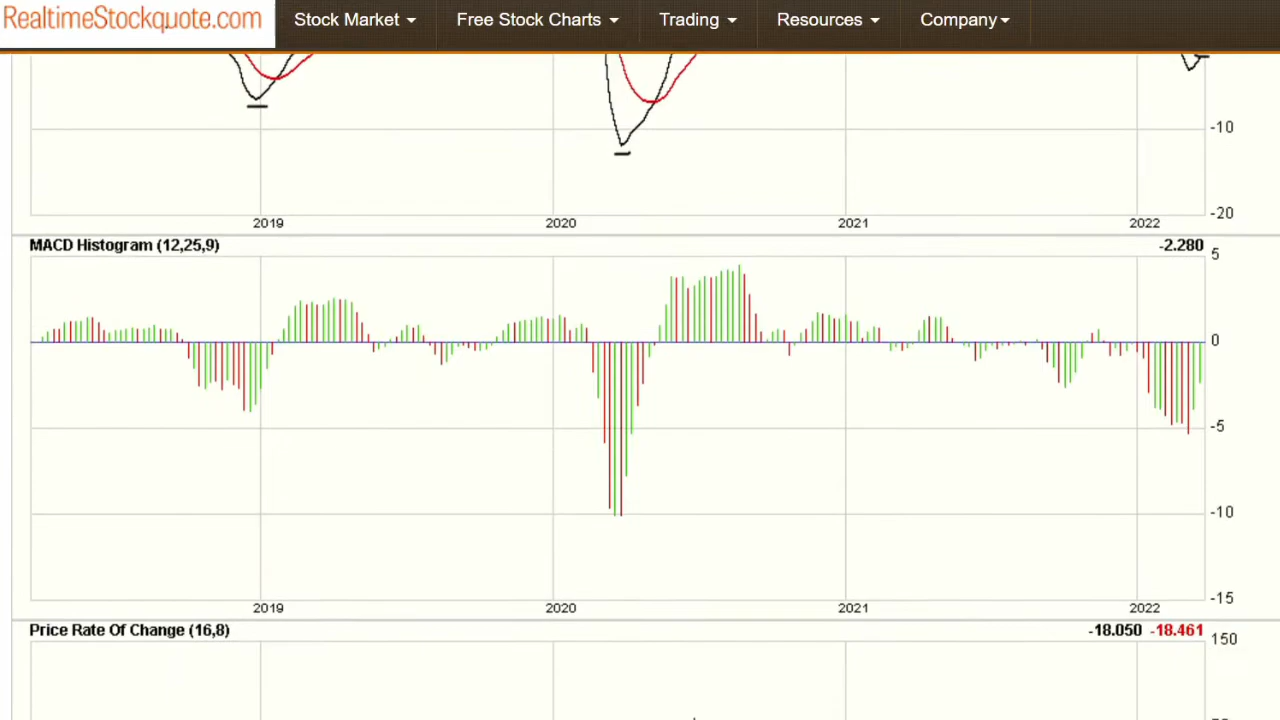 RealtimeStockquote.com Stock Market Free Stock Charts Trading Resources Company
-10
-20
2019 2020 2021 2022
MACD Histogram (12,25,9) -2.280
5
0
-5
-10
-15
2019 2020 2021 2022
Price Rate Of Change (16,8) -18.050 -18.461
150